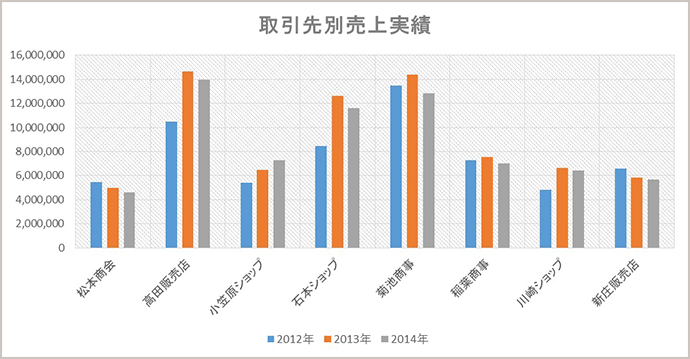 取引先別売上実績
16,000,000
14,000,000
12,000,000
10,000,000
8,000,000
6,000,000
4,000,000
2,000,000
0
松本商会
高田販売店
小笠原ショップ
石本ショップ
菊池商事
稲葉商事
川崎ショップ
新庄販売店
2012年 2013年 2014年